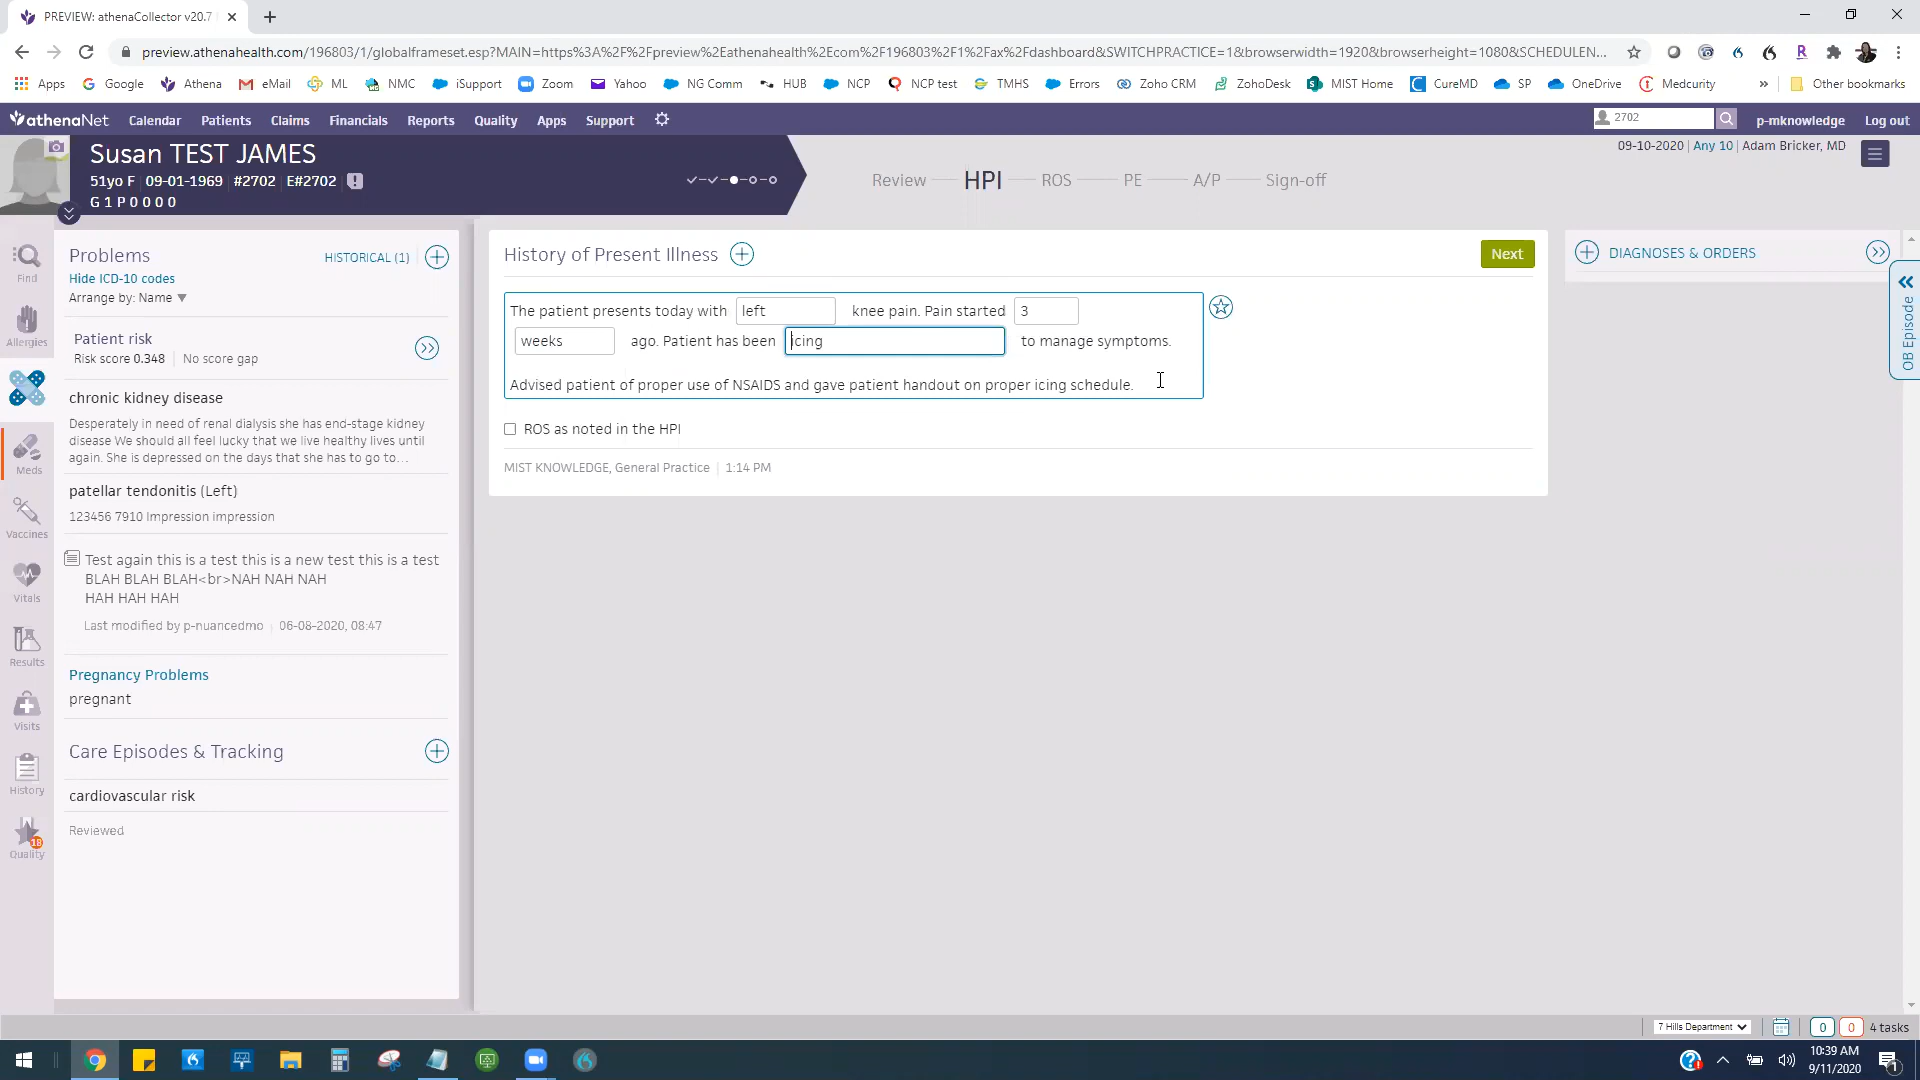 PREVIEW: athenaCollector v20.7
preview.athenahealth.com/196803/1/globalframeset.esp?MAIN=https%3A%2F%2Fpreview%2Eathenahealth%2Ecom%2F196803%2F1%2Fax%2Fdashboard&SWITCHPRACTICE=1&browserwidth=1920&browserheight=1080&SCHEDULEN...
Apps Google Athena eMail ML NMC iSupport Zoom Yahoo NG Comm HUB NCP NCP test TMHS Errors Zoho CRM ZohoDesk MIST Home CureMD SP OneDrive Medcurity » Other bookmarks
athenaNet Calendar Patients Claims Financials Reports Quality Apps Support 2702 p-mknowledge Log out
Susan TEST JAMES
51yo F 09-01-1969 #2702 E#2702
G 1 P 0 0 0 0
Review HPI ROS PE A/P Sign-off
09-10-2020 | Any 10 | Adam Bricker, MD
Find
Allergies
Meds
Vaccines
Vitals
Results
Visits
History
18
Quality
Problems HISTORICAL (1)
Hide ICD-10 codes
Arrange by: Name
Patient risk
Risk score 0.348 No score gap
chronic kidney disease
Desperately in need of renal dialysis she has end-stage kidney
disease We should all feel lucky that we live healthy lives until
again. She is depressed on the days that she has to go to...
patellar tendonitis (Left)
123456 7910 Impression impression
Test again this is a test this is a new test this is a test
BLAH BLAH BLAH<br>NAH NAH NAH
HAH HAH HAH
Last modified by p-nuancedmo 06-08-2020, 08:47
Pregnancy Problems
pregnant
Care Episodes & Tracking
cardiovascular risk
Reviewed
History of Present Illness Next
The patient presents today with left knee pain. Pain started 3
weeks ago. Patient has been icing to manage symptoms.
Advised patient of proper use of NSAIDS and gave patient handout on proper icing schedule.
ROS as noted in the HPI
MIST KNOWLEDGE, General Practice 1:14 PM
DIAGNOSES & ORDERS
OB Episode
7 Hills Department 0 0 4 tasks
10:39 AM
9/11/2020
1